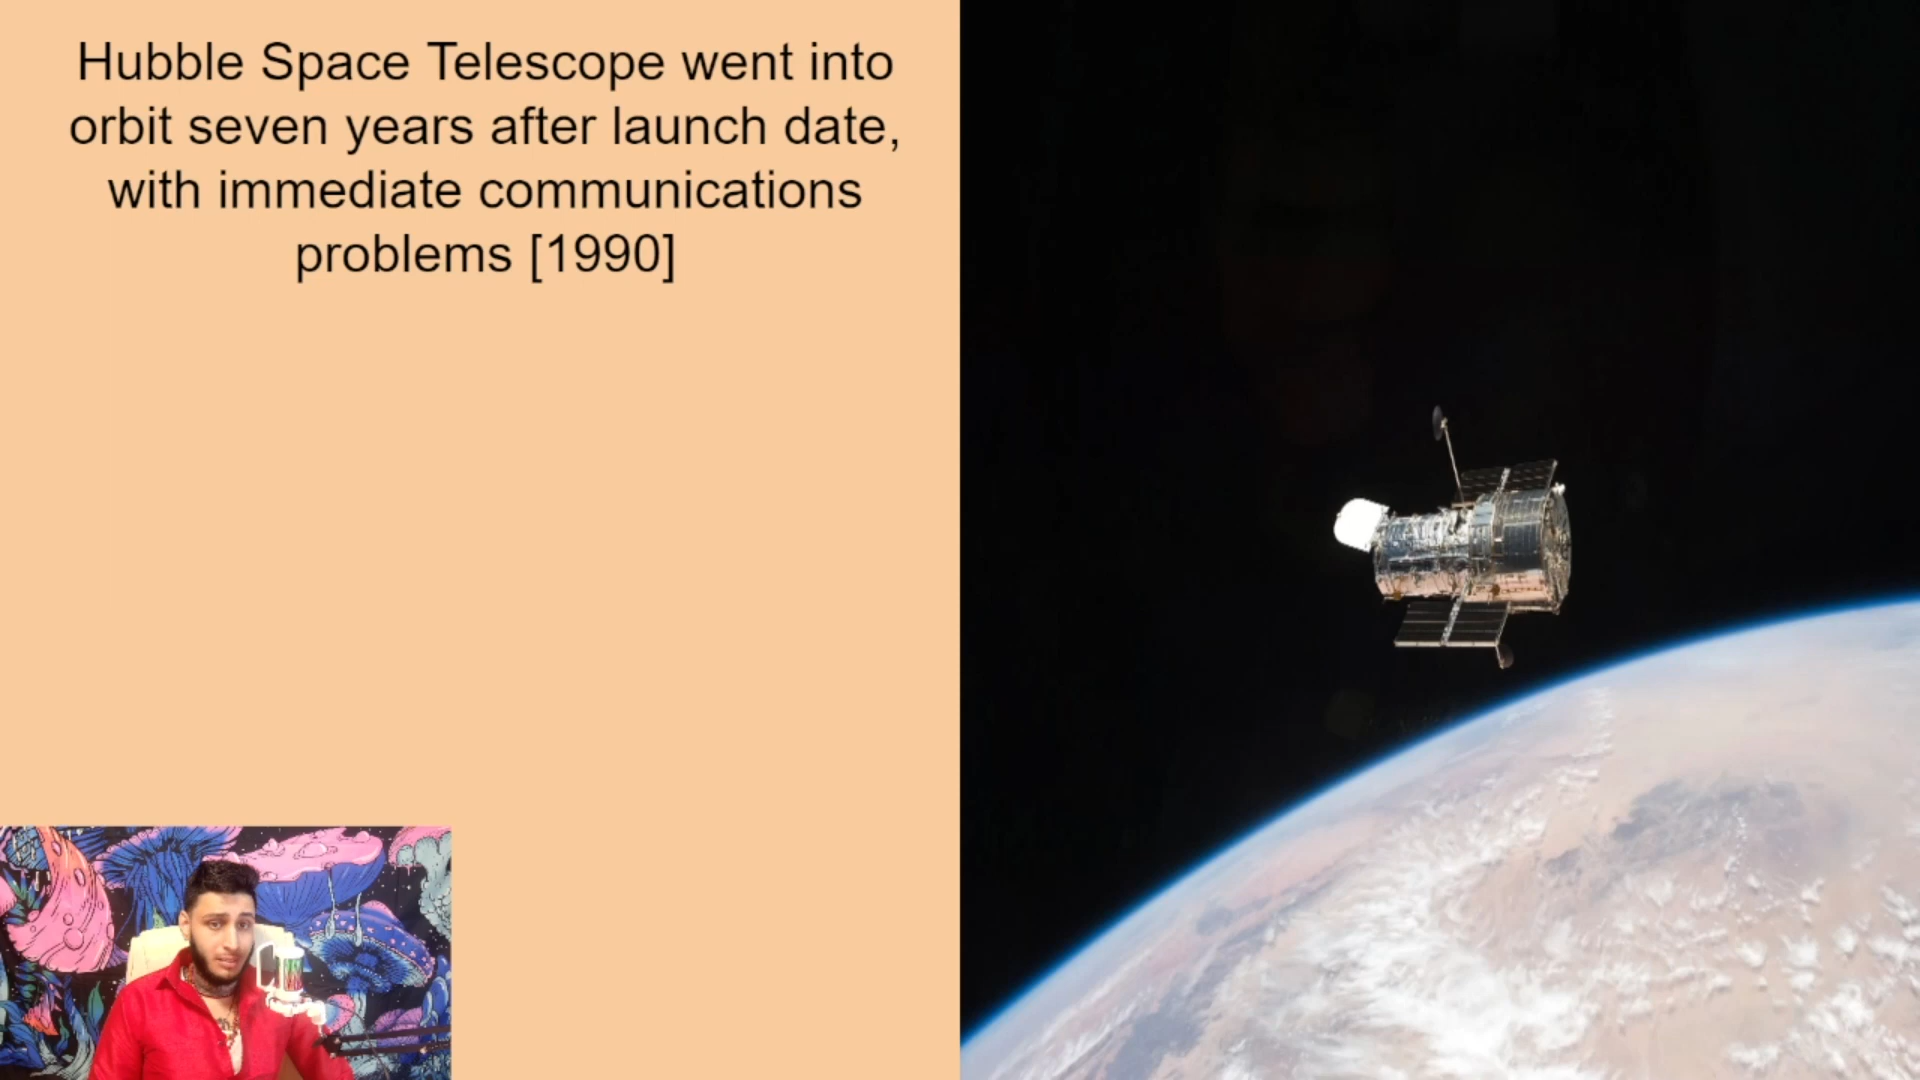 Hubble Space Telescope went into
orbit seven years after launch date,
with immediate communications
problems [1990]